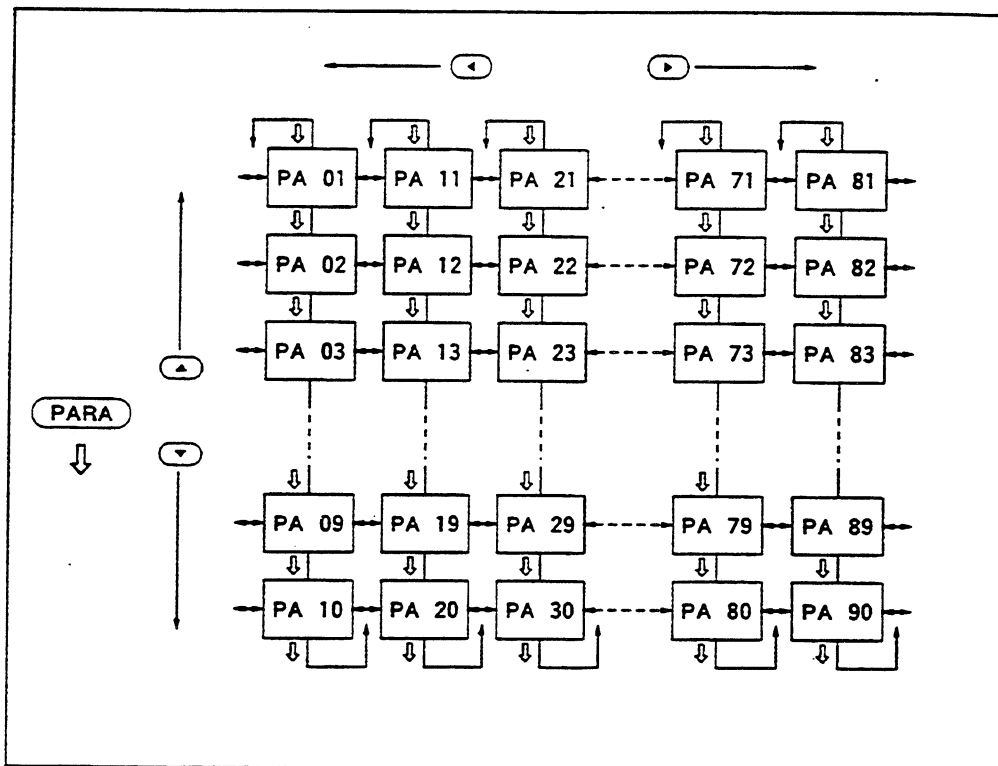 PA 01 PA 11 PA 21 PA 71 PA 81
PA 02 PA 12 PA 22 PA 72 PA 82
PA 03 PA 13 PA 23 PA 73 PA 83
PARA
PA 09 PA 19 PA 29 PA 79 PA 89
PA 10 PA 20 PA 30 PA 80 PA 90